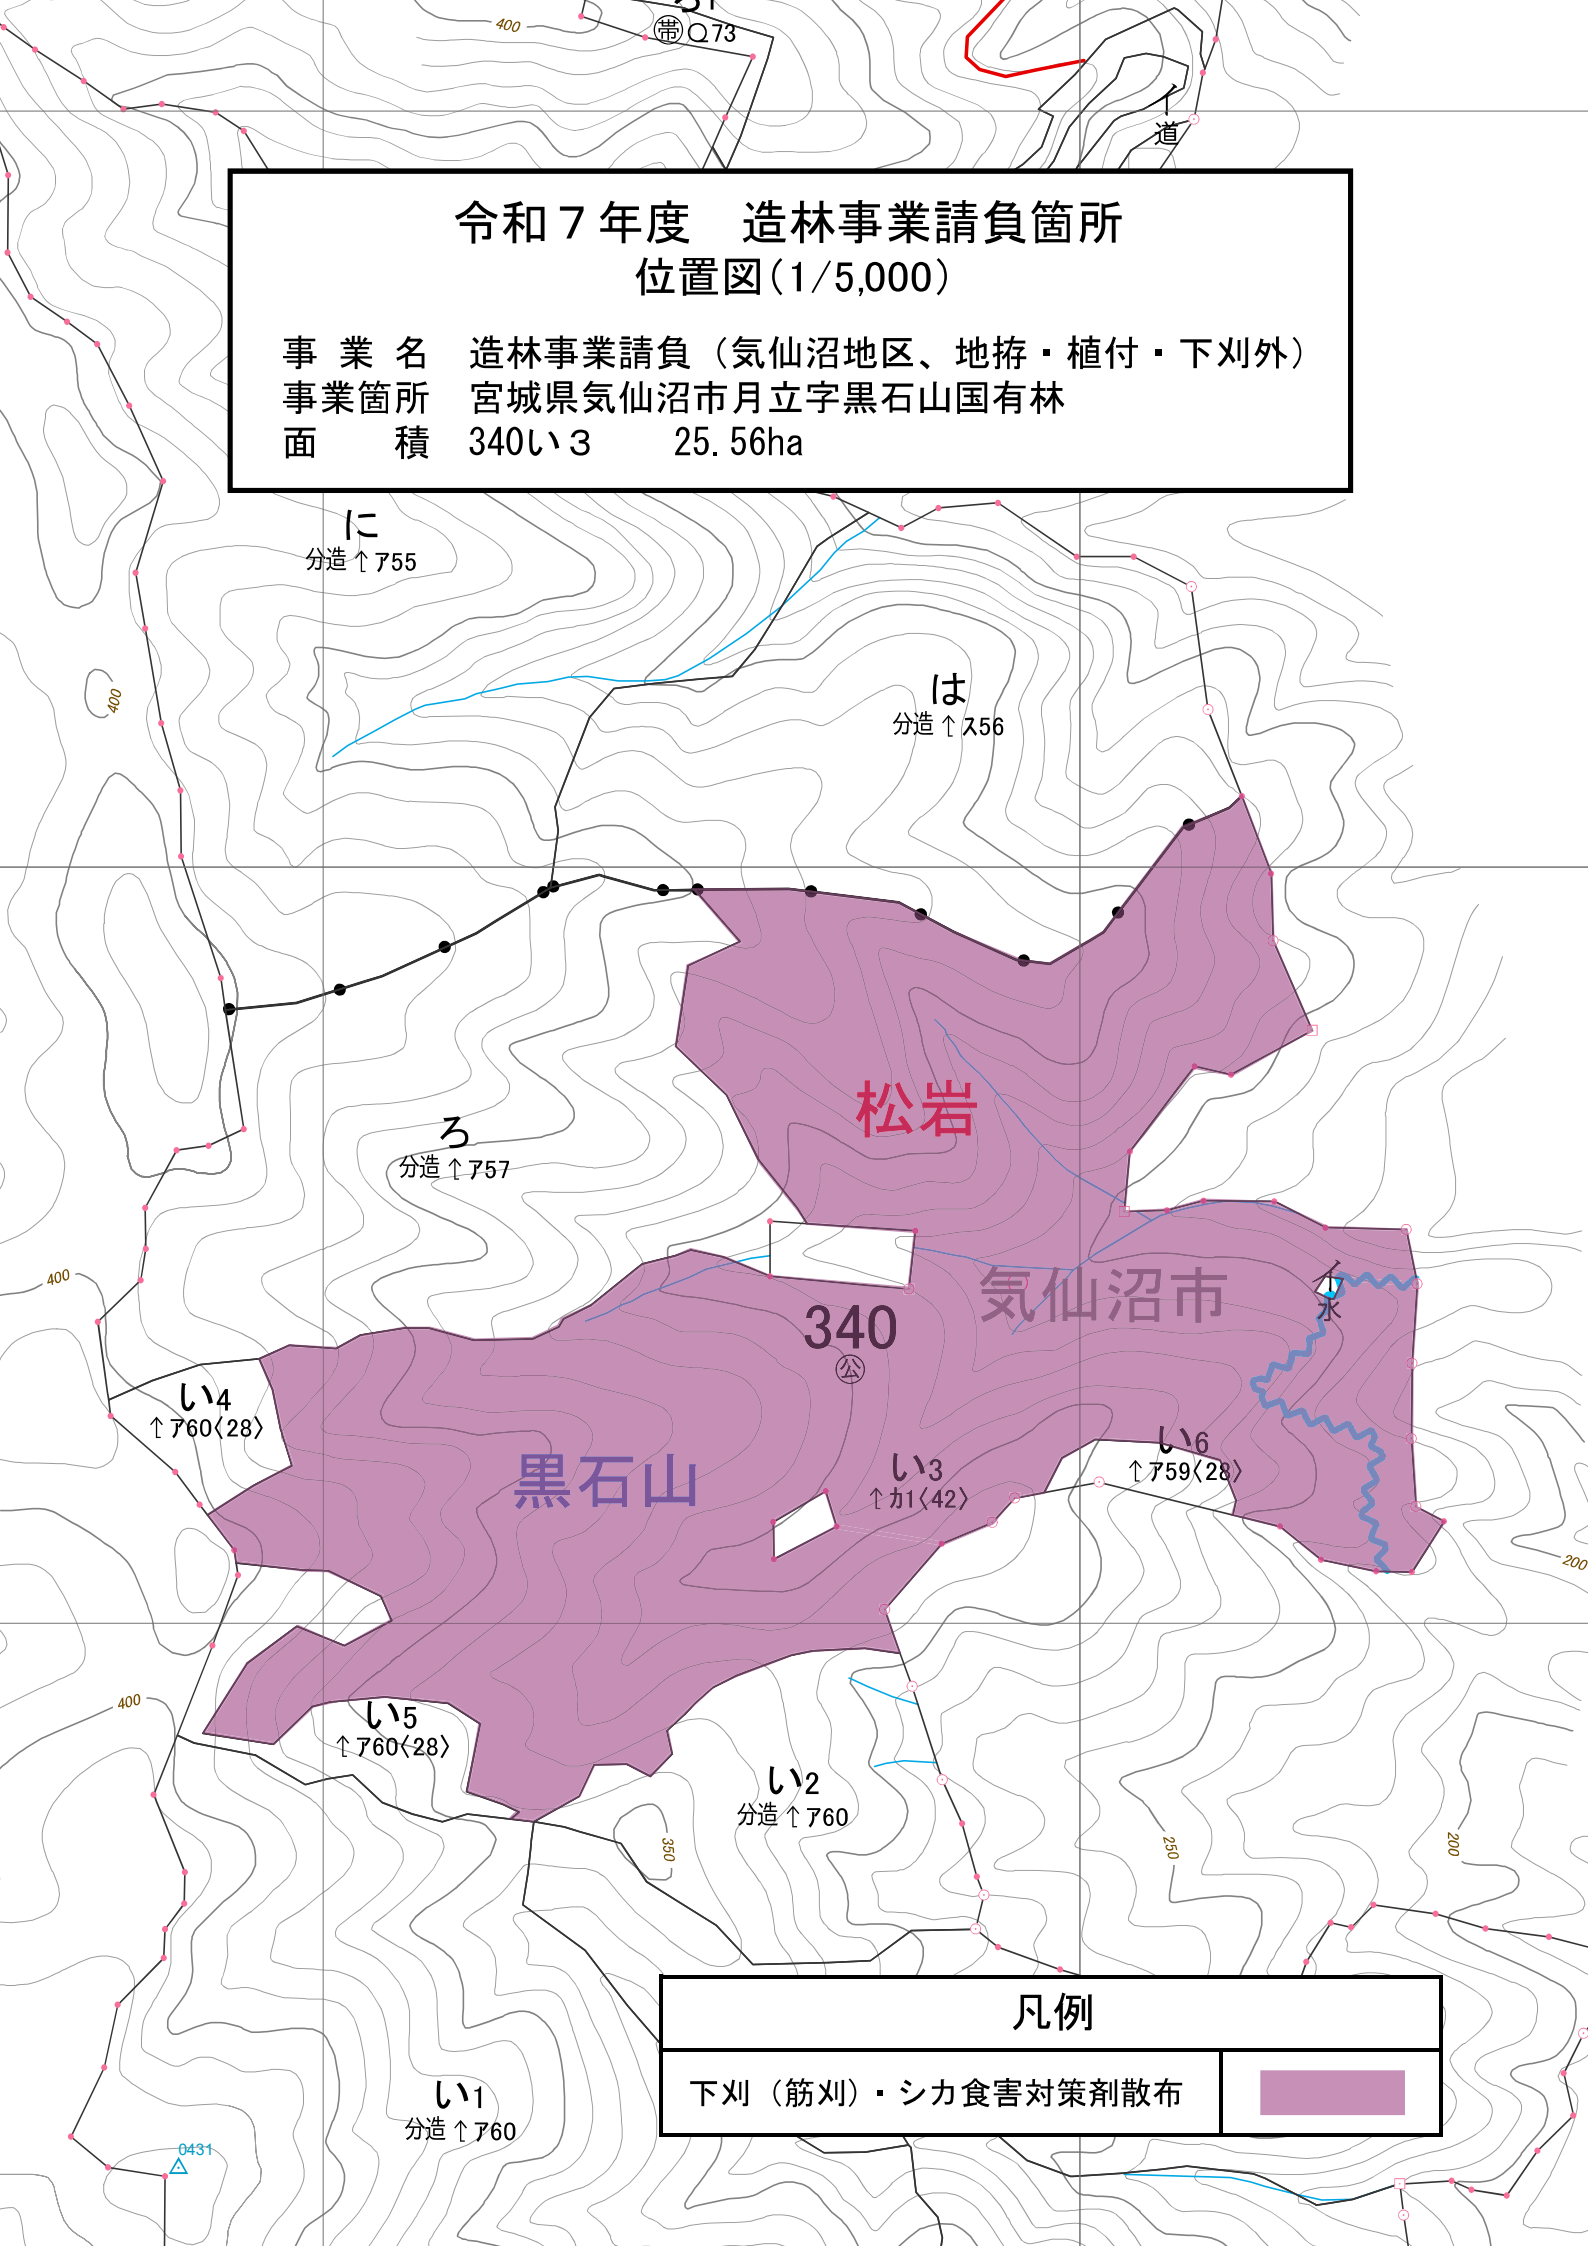 400
㊞Q73
イ
道
令和７年度　造林事業請負箇所
位置図(1/5,000)
事 業 名　造林事業請負（気仙沼地区、地拵・植付・下刈外）
事業箇所　宮城県気仙沼市月立字黒石山国有林
面　　積　340い３　　25.56ha
に
分造 ↑ア55
400
は
分造 ↑ス56
松岩
ろ
分造 ↑ア57
400
気仙沼市
イ
水
340
公
い4
↑ア60〈28〉
い6
↑ア59〈28〉
黒石山
い3
↑カ1〈42〉
200
400
い5
↑ア60〈28〉
い2
分造 ↑ア60
350
250
200
凡例
下刈（筋刈）・シカ食害対策剤散布
い1
分造 ↑ア60
0431